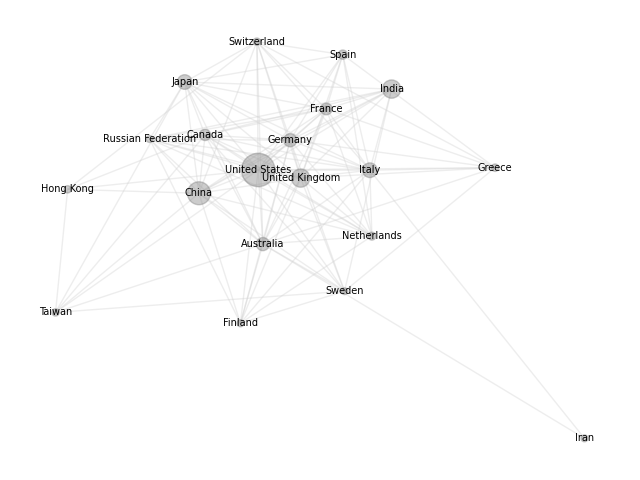 Switzerland
Spain
Japan
India
France
Russian Federation
Canada
Germany
United States
United Kingdom
Italy
Greece
Hong Kong
China
Netherlands
Australia
Sweden
Taiwan
Finland
Iran